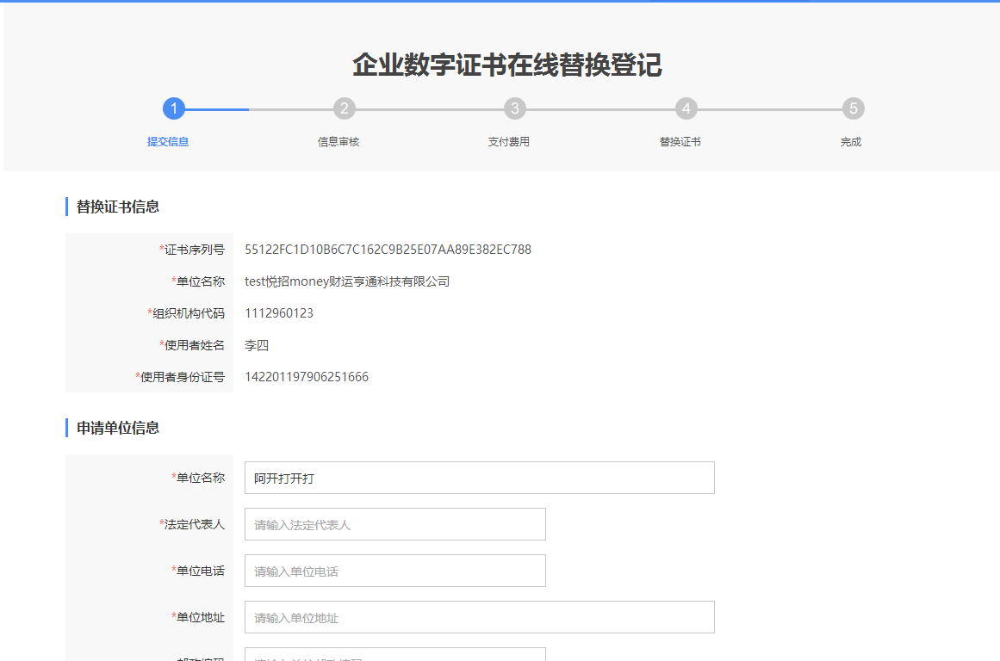 企业数字证书在线替换登记
1 2 3 4 5
提交信息 信息审核 支付费用 替换证书 完成
替换证书信息
*证书序列号 55122FC1D10B6C7C162C9B25E07AA89E382EC788
*单位名称 test悦招money财运亨通科技有限公司
*组织机构代码 1112960123
*使用者姓名 李四
*使用者身份证号 142201197906251666
申请单位信息
*单位名称 阿开打开打
*法定代表人 请输入法定代表人
*单位电话 请输入单位电话
*单位地址 请输入单位地址